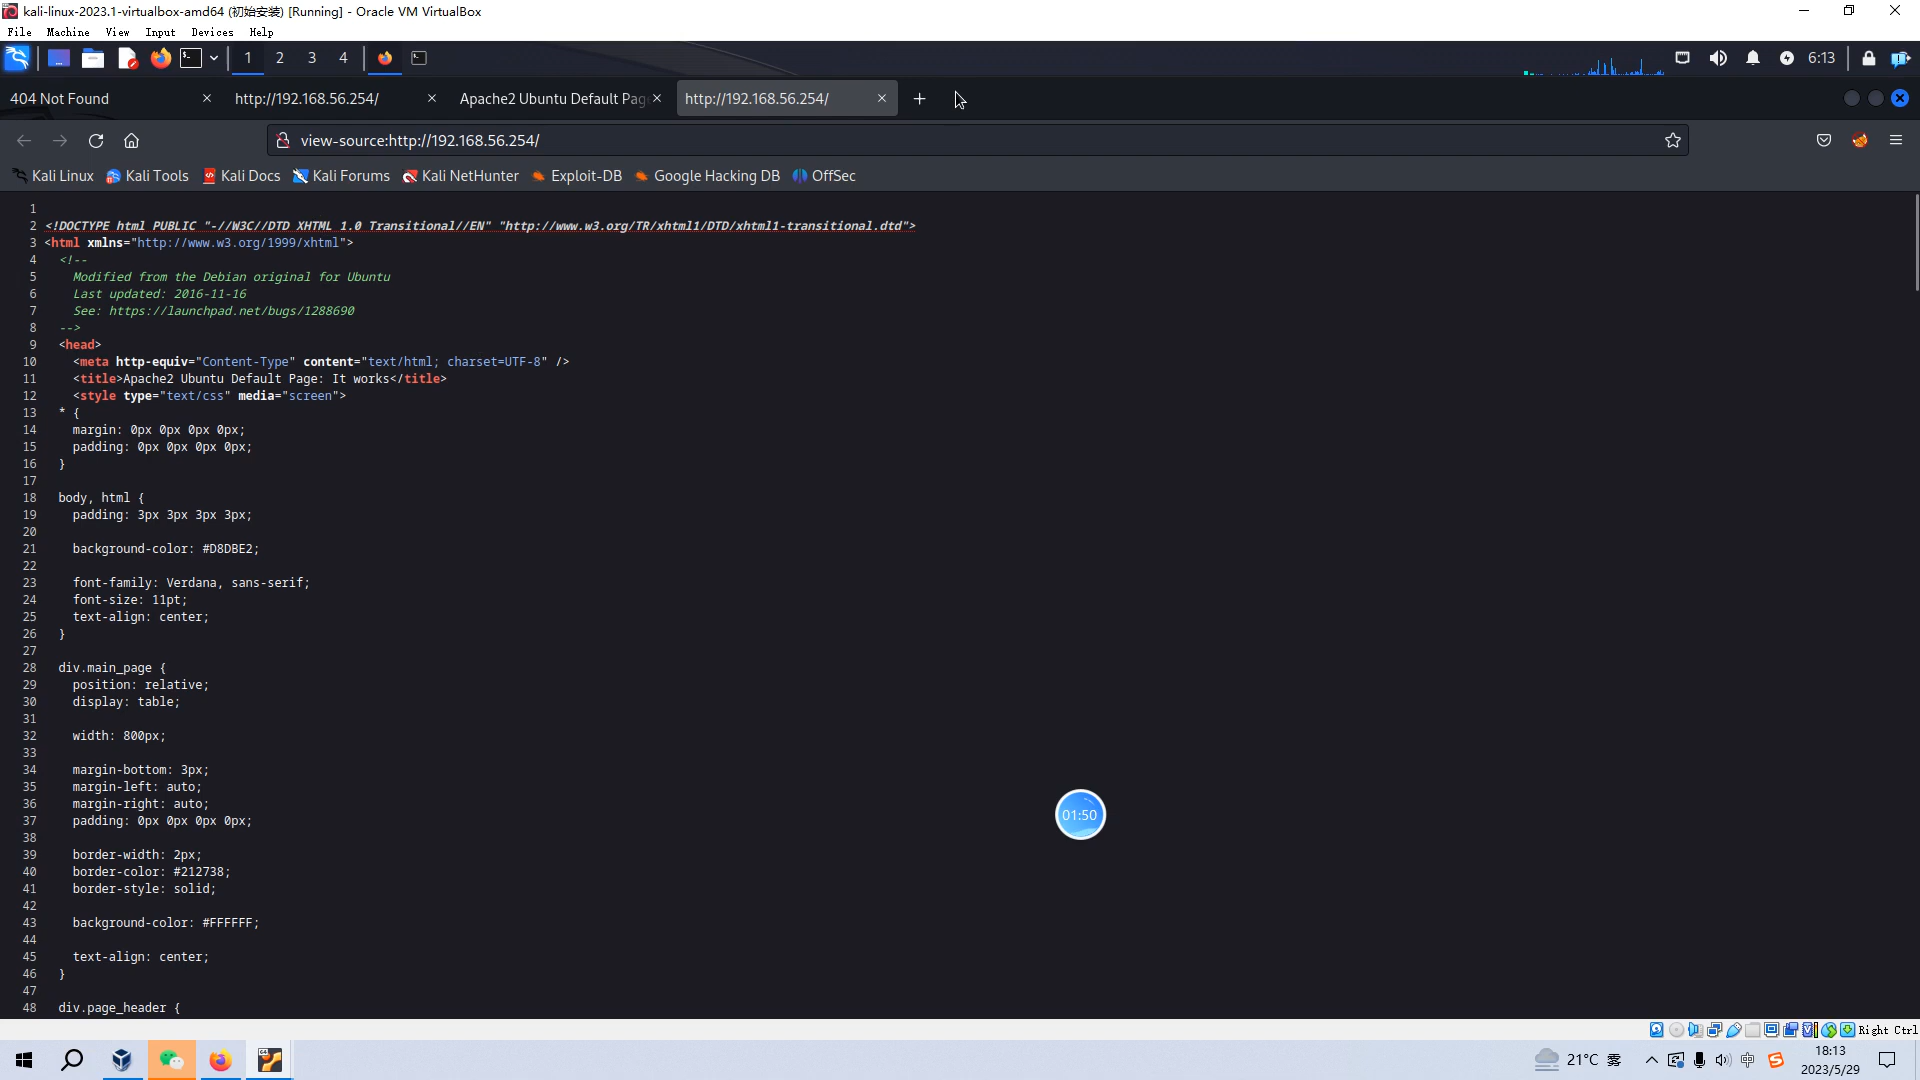 kali-linux-2023.1-virtualbox-amd64 (初始安装) [Running] - Oracle VM VirtualBox
File Machine View Input Devices Help
1 2 3 4 6:13
404 Not Found http://192.168.56.254/ Apache2 Ubuntu Default Pag http://192.168.56.254/
view-source:http://192.168.56.254/
Kali Linux Kali Tools Kali Docs Kali Forums Kali NetHunter Exploit-DB Google Hacking DB OffSec
1
2 <!DOCTYPE html PUBLIC "-//W3C//DTD XHTML 1.0 Transitional//EN" "http://www.w3.org/TR/xhtml1/DTD/xhtml1-transitional.dtd">
3 <html xmlns="http://www.w3.org/1999/xhtml">
4 <!--
5 Modified from the Debian original for Ubuntu
6 Last updated: 2016-11-16
7 See: https://launchpad.net/bugs/1288690
8 -->
9 <head>
10 <meta http-equiv="Content-Type" content="text/html; charset=UTF-8" />
11 <title>Apache2 Ubuntu Default Page: It works</title>
12 <style type="text/css" media="screen">
13 * {
14 margin: 0px 0px 0px 0px;
15 padding: 0px 0px 0px 0px;
16 }
17
18 body, html {
19 padding: 3px 3px 3px 3px;
20
21 background-color: #D8DBE2;
22
23 font-family: Verdana, sans-serif;
24 font-size: 11pt;
25 text-align: center;
26 }
27
28 div.main_page {
29 position: relative;
30 display: table;
31
32 width: 800px;
33
34 margin-bottom: 3px;
35 margin-left: auto;
36 margin-right: auto;
37 padding: 0px 0px 0px 0px;
38
39 border-width: 2px;
40 border-color: #212738;
41 border-style: solid;
42
43 background-color: #FFFFFF;
44
45 text-align: center;
46 }
47
48 div.page_header {
01:50
Right Ctrl
21°C 雾 中 18:13
2023/5/29